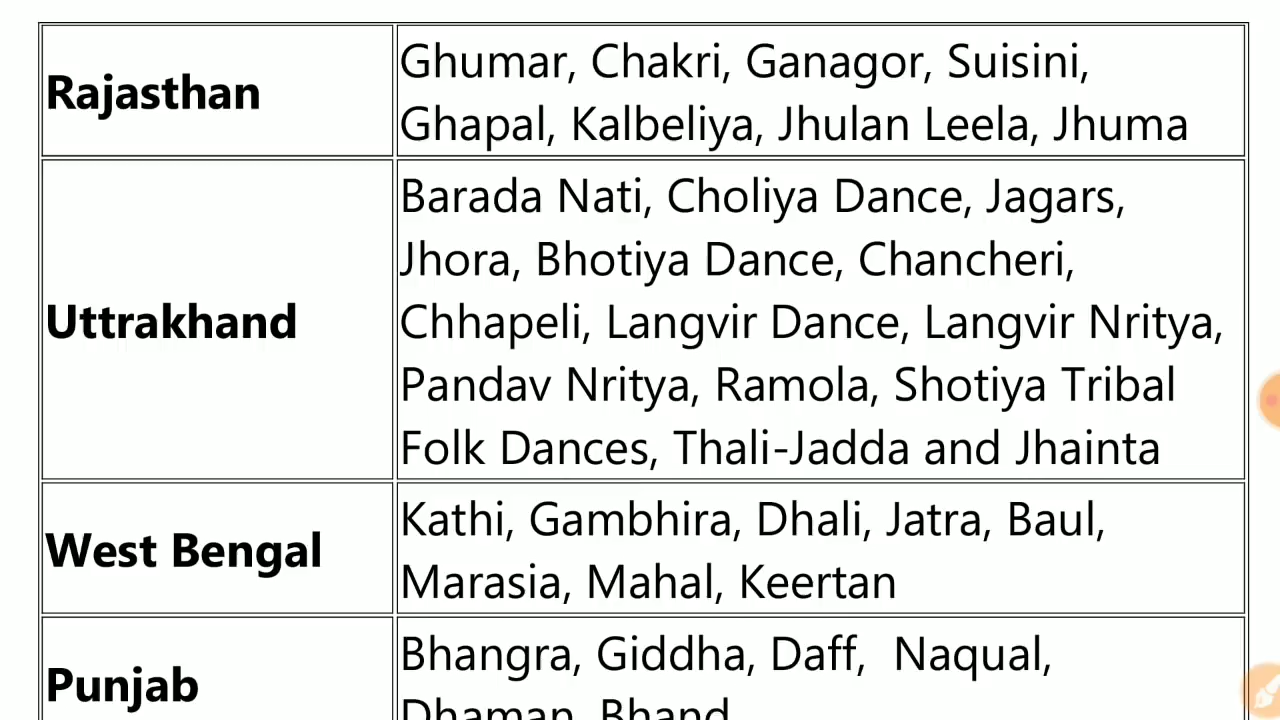 Rajasthan
Ghumar, Chakri, Ganagor, Suisini,
Ghapal, Kalbeliya, Jhulan Leela, Jhuma
Uttrakhand
Barada Nati, Choliya Dance, Jagars,
Jhora, Bhotiya Dance, Chancheri,
Chhapeli, Langvir Dance, Langvir Nritya,
Pandav Nritya, Ramola, Shotiya Tribal
Folk Dances, Thali-Jadda and Jhainta
West Bengal
Kathi, Gambhira, Dhali, Jatra, Baul,
Marasia, Mahal, Keertan
Punjab
Bhangra, Giddha, Daff,  Naqual,
Dhaman, Bhand